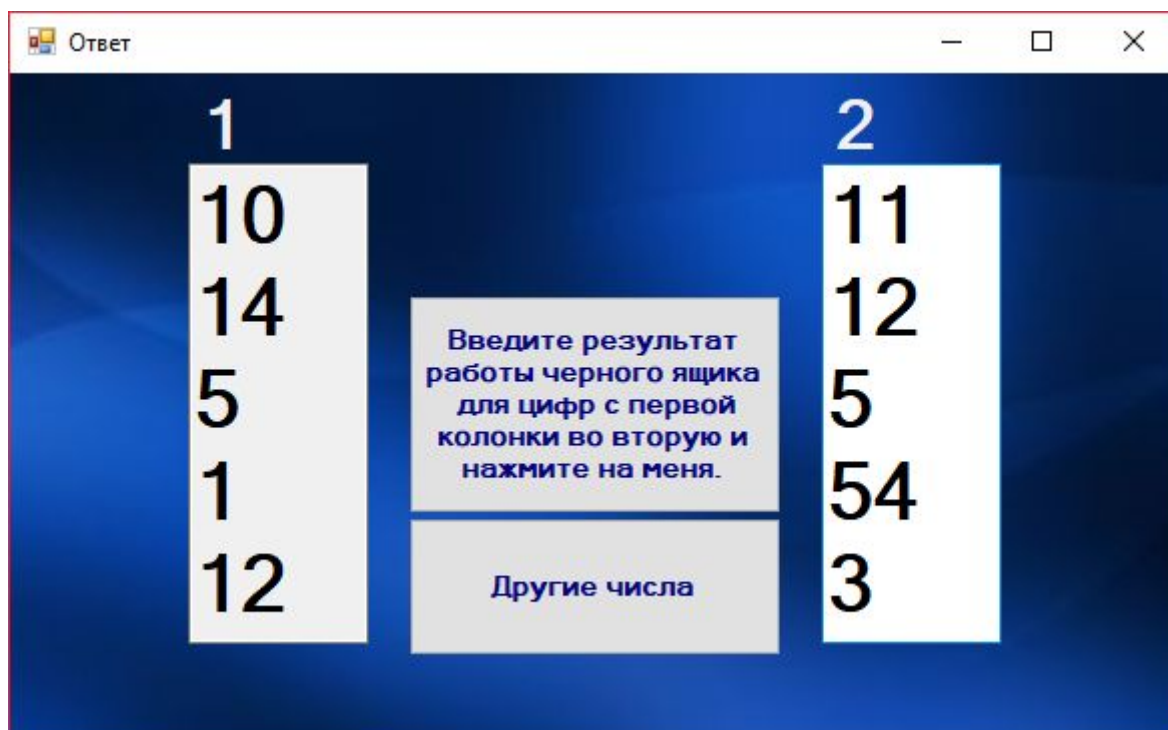 Ответ
1
10
14
5
1
12
Введите результат
работы черного ящика
для цифр с первой
колонки во вторую и
нажмите на меня.
Другие числа
2
11
12
5
54
3